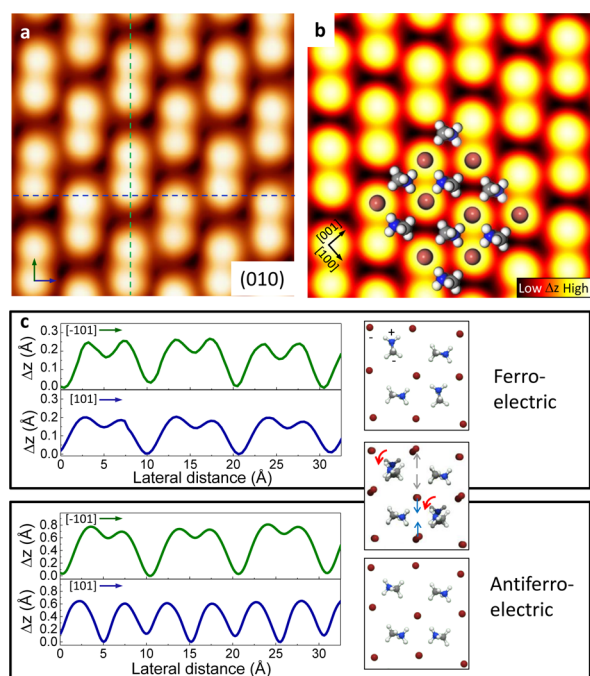 a
b
(010)
[001]
[100]
Low Δz High
c
[-101]
Δz (Å)
0.3
0.2
0.1
0.0
[101]
Δz (Å)
0.3
0.2
0.1
0.0
0 5 10 15 20 25 30
Lateral distance (Å)
+
-
-
Ferro-
electric
[-101]
Δz (Å)
0.8
0.6
0.4
0.2
0.0
[101]
Δz (Å)
0.6
0.4
0.2
0.0
0 5 10 15 20 25 30
Lateral distance (Å)
Antiferro-
electric